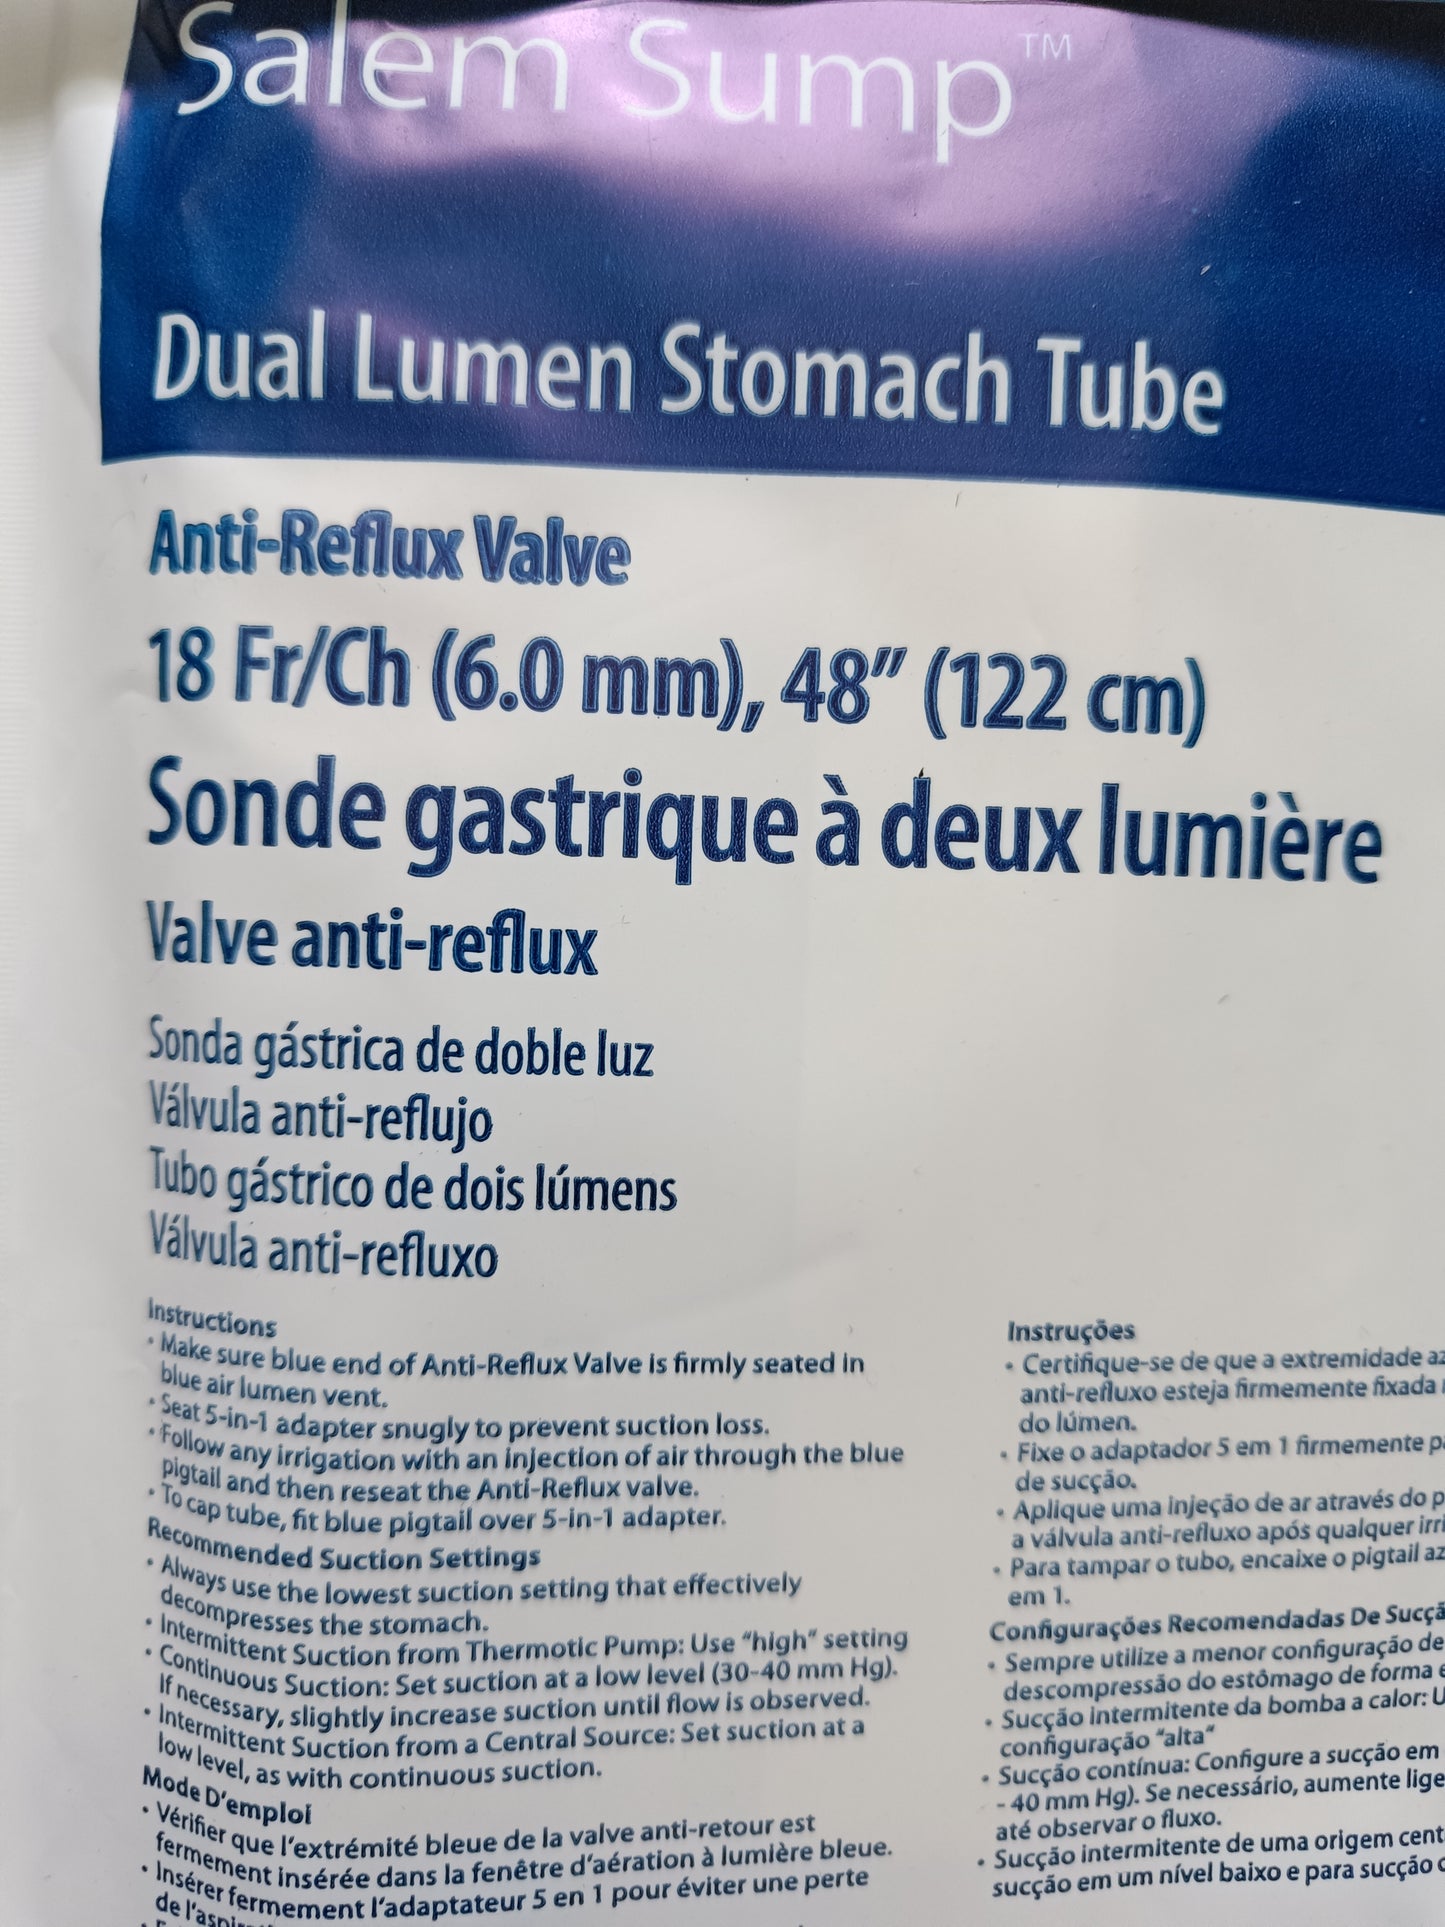 Salem Sump™
Dual Lumen Stomach Tube
Anti-Reflux Valve
18 Fr/Ch (6.0 mm), 48” (122 cm)
Sonde gastrique à deux lumière
Valve anti-reflux
Sonda gástrica de doble luz
Válvula anti-reflujo
Tubo gástrico de dois lúmens
Válvula anti-refluxo
Instructions
• Make sure blue end of Anti-Reflux Valve is firmly seated in
blue air lumen vent.
• Seat 5-in-1 adapter snugly to prevent suction loss.
• Follow any irrigation with an injection of air through the blue
pigtail and then reseat the Anti-Reflux valve.
• To cap tube, fit blue pigtail over 5-in-1 adapter.
Recommended Suction Settings
• Always use the lowest suction setting that effectively
decompresses the stomach.
• Intermittent Suction from Thermotic Pump: Use “high” setting
• Continuous Suction: Set suction at a low level (30-40 mm Hg).
If necessary, slightly increase suction until flow is observed.
• Intermittent Suction from a Central Source: Set suction at a
low level, as with continuous suction.
Mode D’emploi
• Vérifier que l’extrémité bleue de la valve anti-retour est
fermement insérée dans la fenêtre d’aération à lumière bleue.
• Insérer fermement l’adaptateur 5 en 1 pour éviter une perte
Instruções
• Certifique-se de que a extremidade az
anti-refluxo esteja firmemente fixada
do lúmen.
• Fixe o adaptador 5 em 1 firmemente pa
de sucção.
• Aplique uma injeção de ar através do p
a válvula anti-refluxo após qualquer irri
• Para tampar o tubo, encaixe o pigtail az
em 1.
Configurações Recomendadas De Sucçã
• Sempre utilize a menor configuração de
descompressão do estômago de forma e
• Sucção intermitente da bomba a calor: U
configuração “alta“
• Sucção contínua: Configure a sucção em
- 40 mm Hg). Se necessário, aumente lige
até observar o fluxo.
• Sucção intermitente de uma origem cent
sucção em um nível baixo e para sucção c